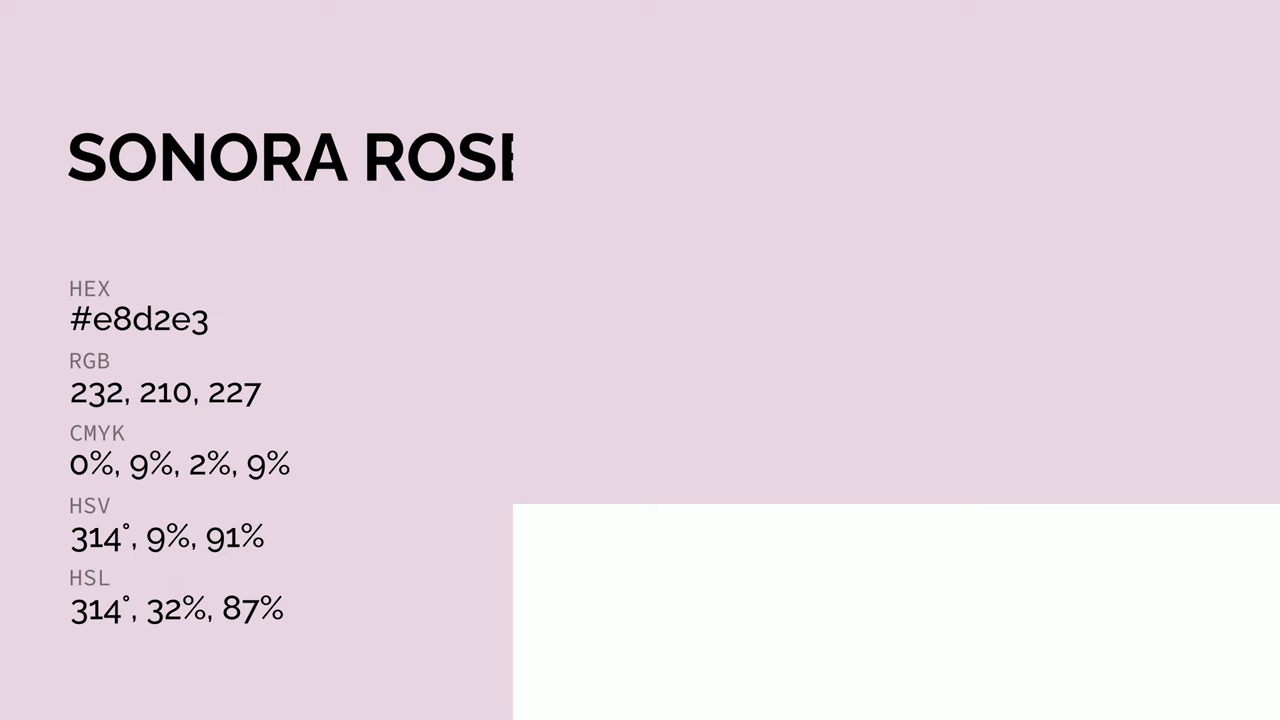 SONORA ROSE
HEX
#e8d2e3
RGB
232, 210, 227
CMYK
0%, 9%, 2%, 9%
HSV
314°, 9%, 91%
HSL
314°, 32%, 87%